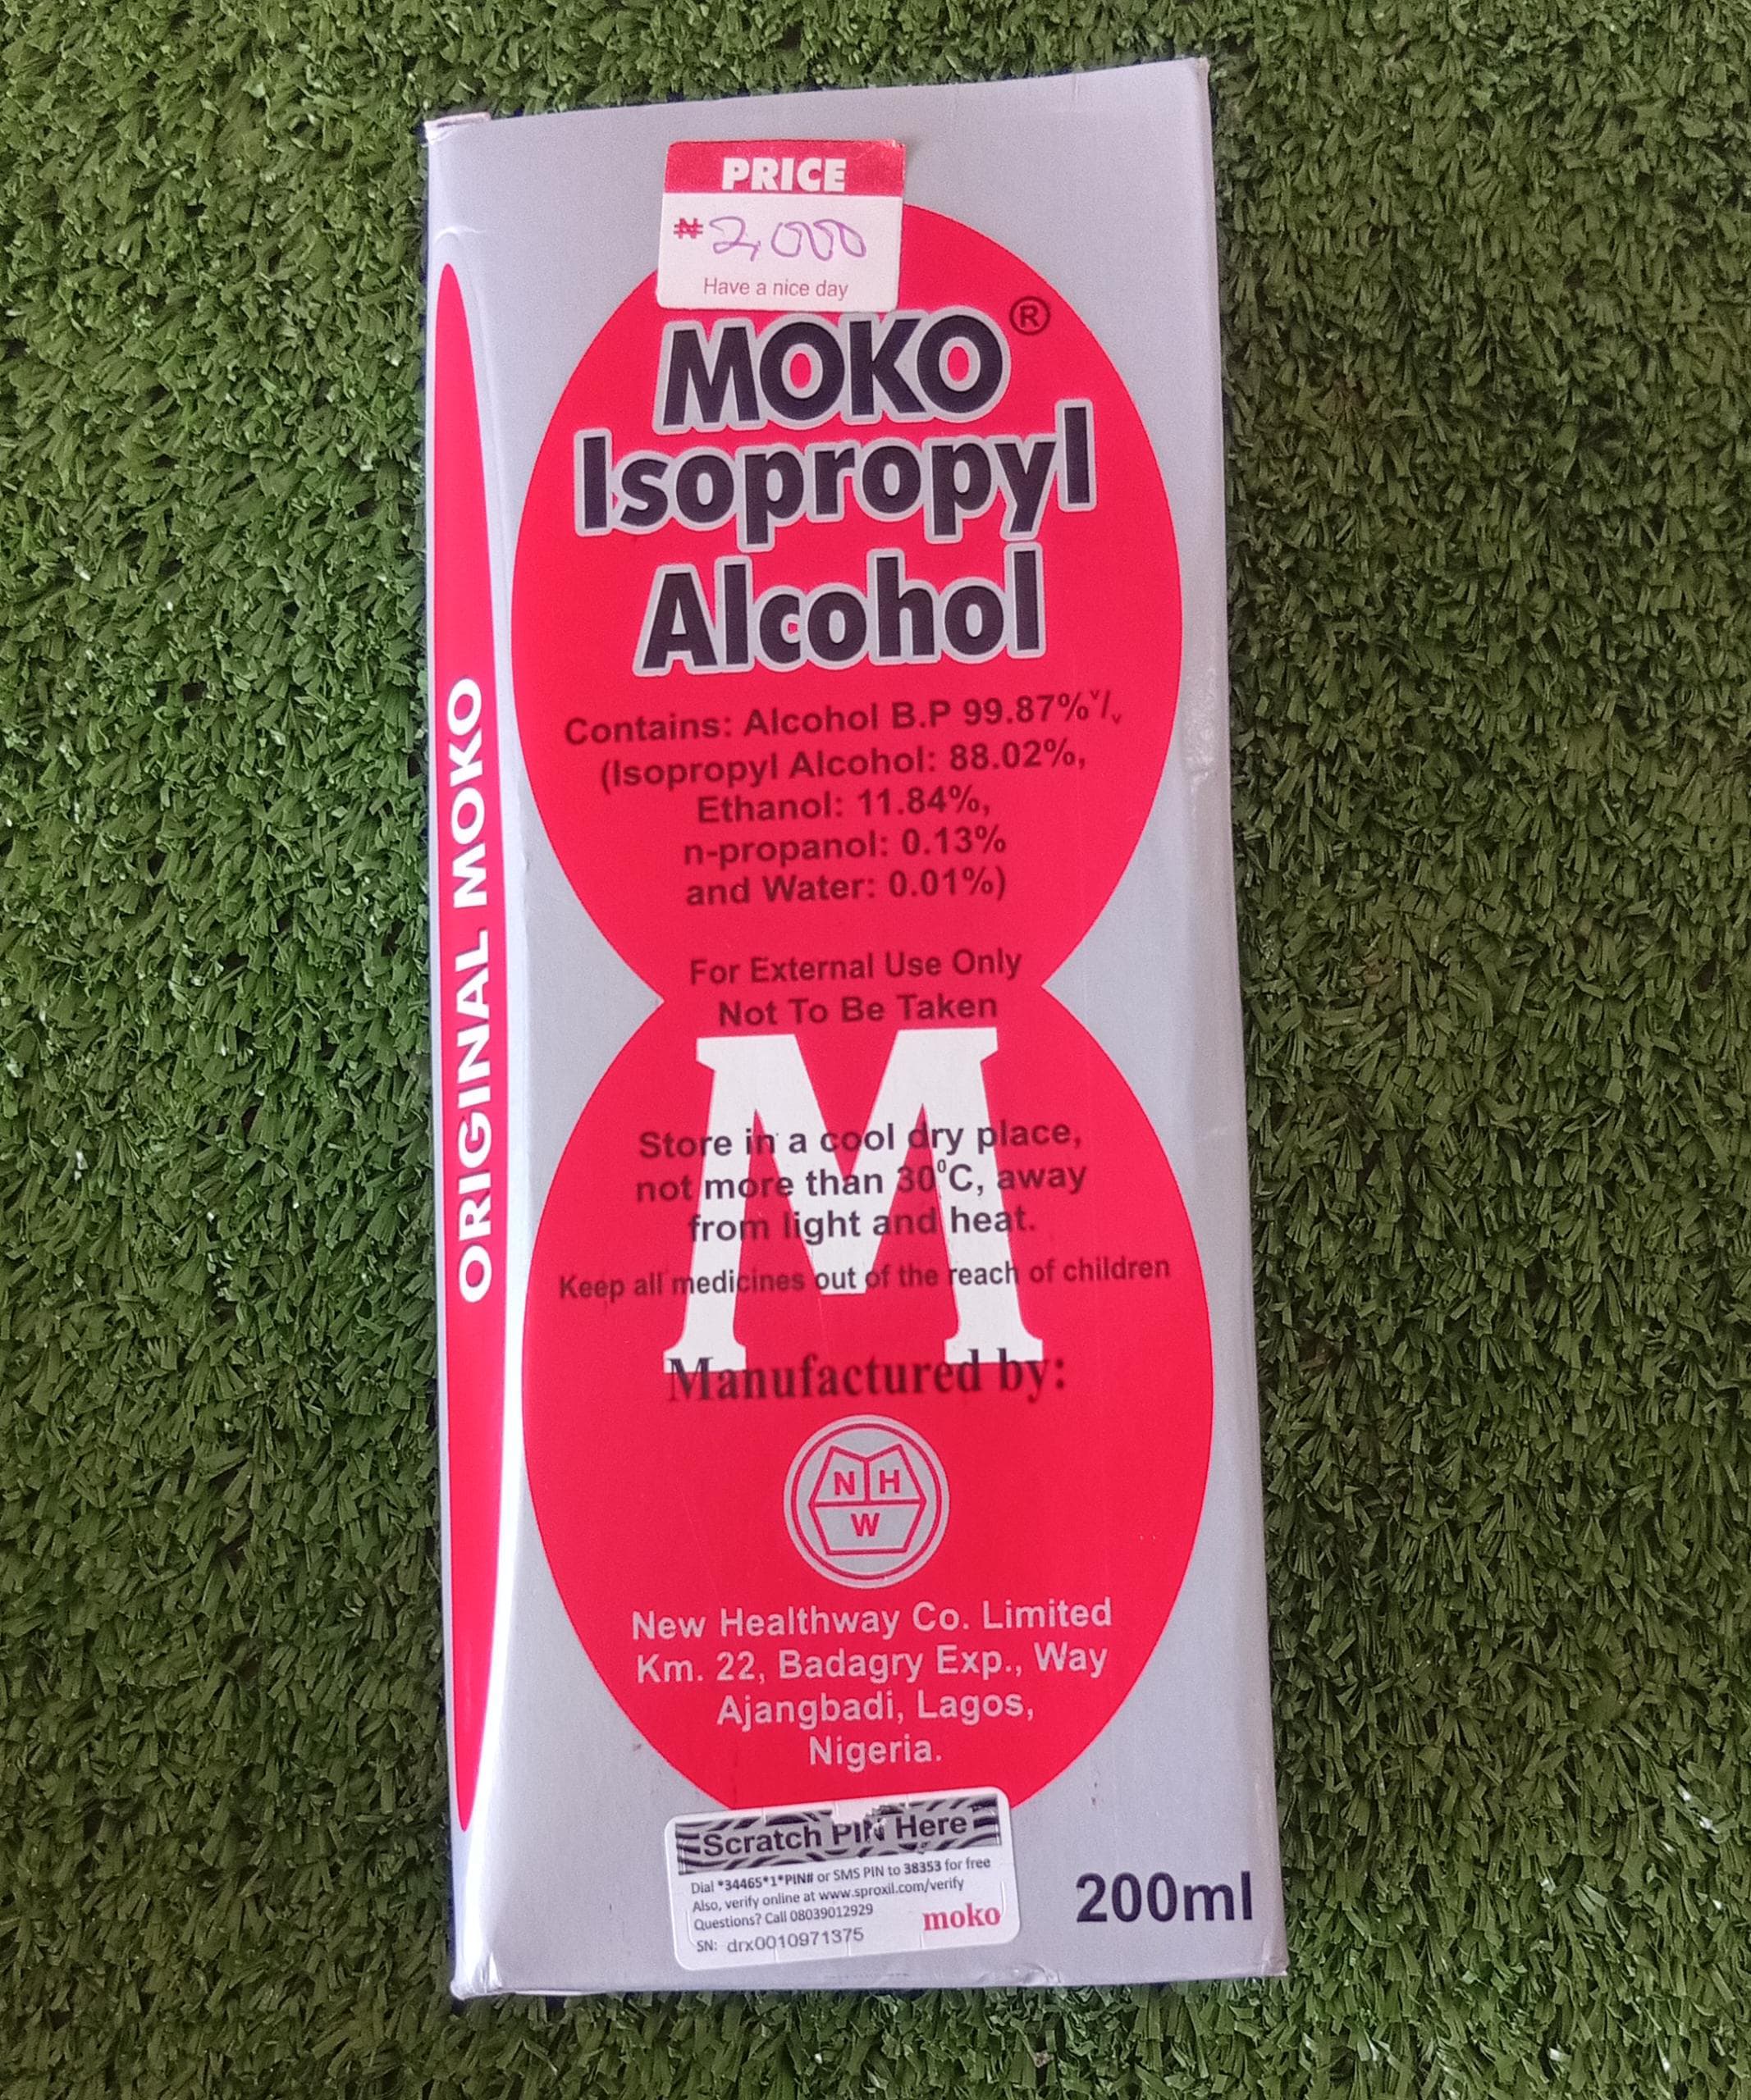 PRICE
₦2,000
Have a nice day
MOKO®
Isopropyl
Alcohol
Contains: Alcohol B.P 99.87% v/v
(Isopropyl Alcohol: 88.02%,
Ethanol: 11.84%,
n-propanol: 0.13%
and Water: 0.01%)
For External Use Only
Not To Be Taken
M
Store in a cool dry place,
not more than 30°C, away
from light and heat.
Keep all medicines out of the reach of children
Manufactured by:
N H
W
New Healthway Co. Limited
Km. 22, Badagry Exp., Way
Ajangbadi, Lagos,
Nigeria.
Scratch PIN Here
Dial *34465*1*PIN# or SMS PIN to 38353 for free
Also, verify online at www.sproxil.com/verify
Questions? Call 08039012929
moko
SN: drx0010971375
200ml
ORIGINAL MOKO